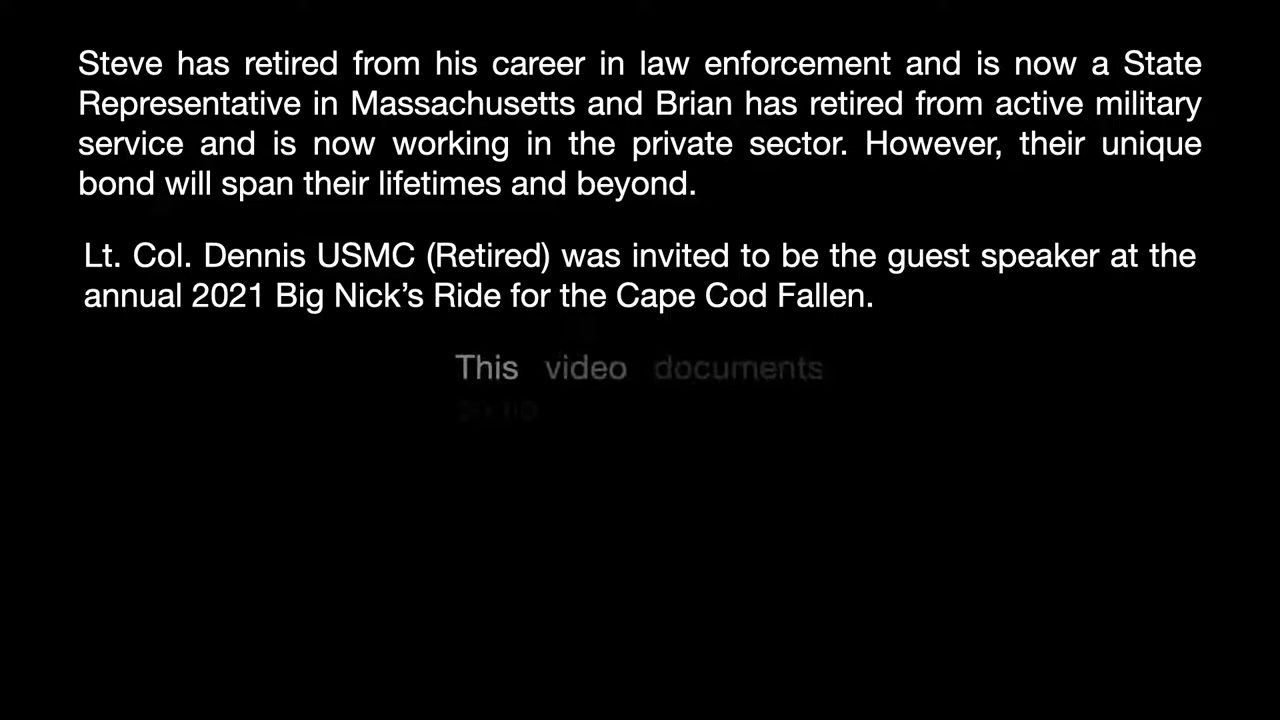 Steve has retired from his career in law enforcement and is now a State
Representative in Massachusetts and Brian has retired from active military
service and is now working in the private sector. However, their unique
bond will span their lifetimes and beyond.
Lt. Col. Dennis USMC (Retired) was invited to be the guest speaker at the
annual 2021 Big Nick’s Ride for the Cape Cod Fallen.
This video documents